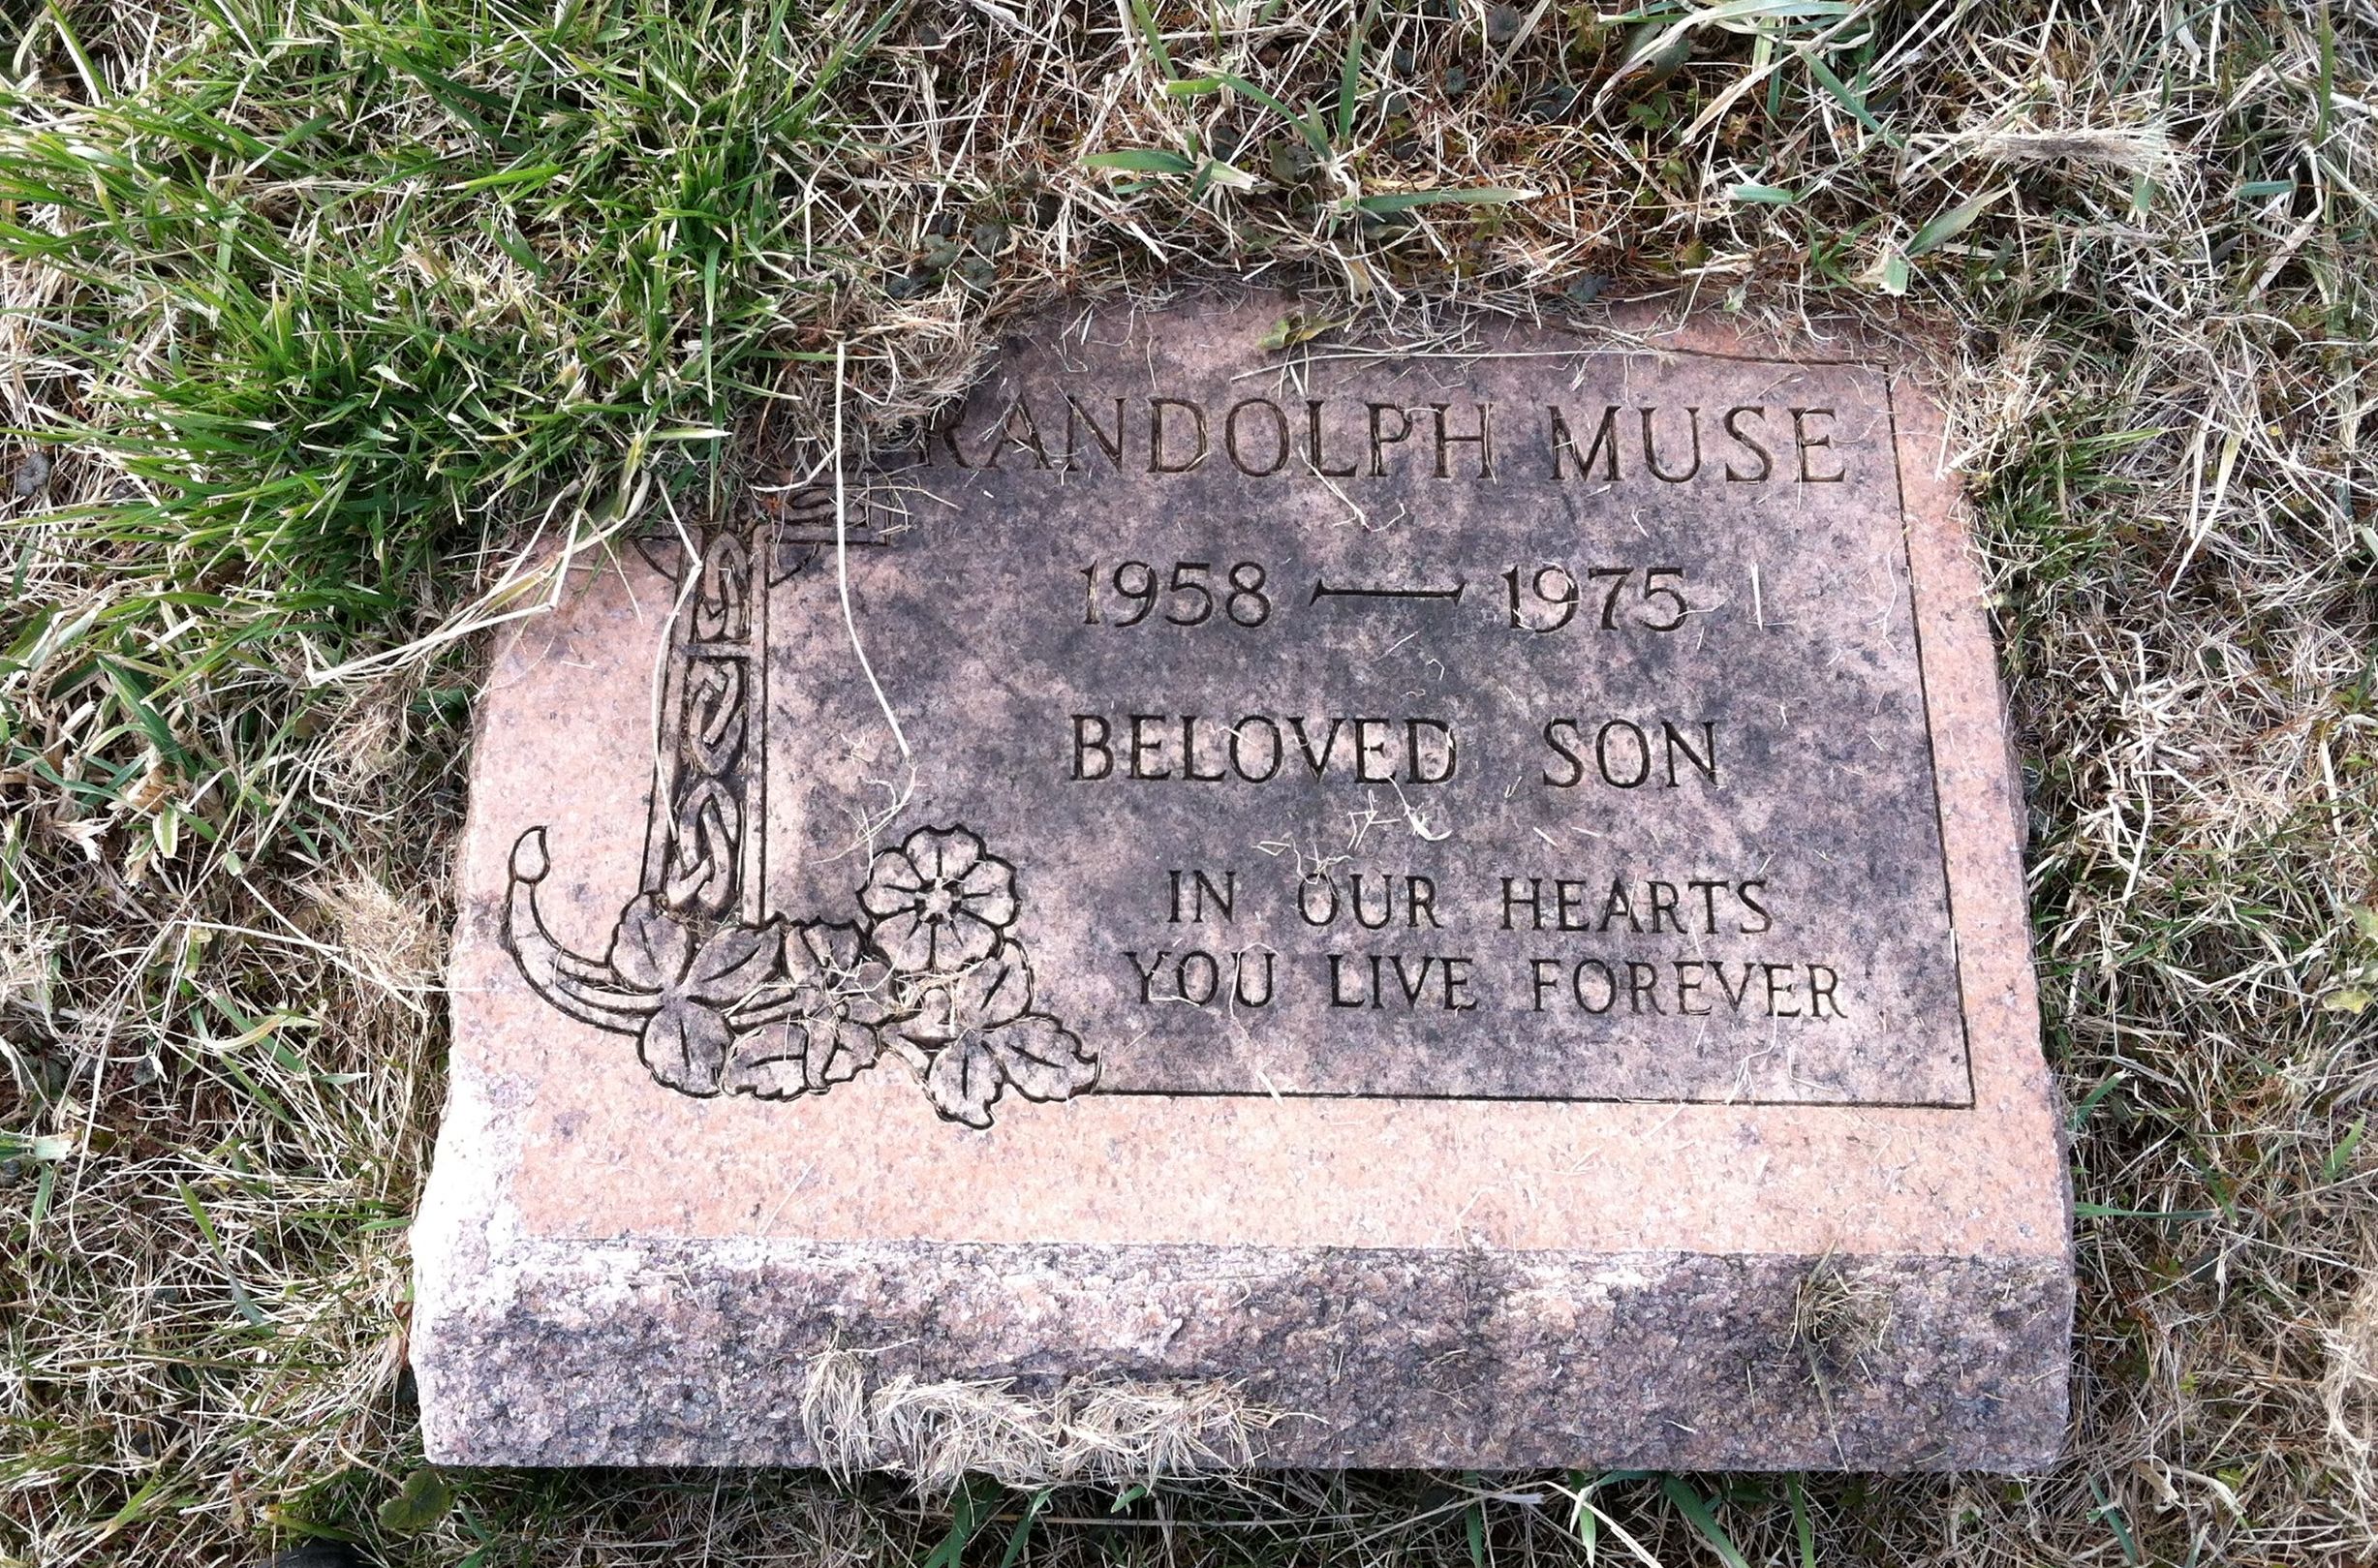 RANDOLPH MUSE
1958 — 1975
BELOVED SON
IN OUR HEARTS
YOU LIVE FOREVER